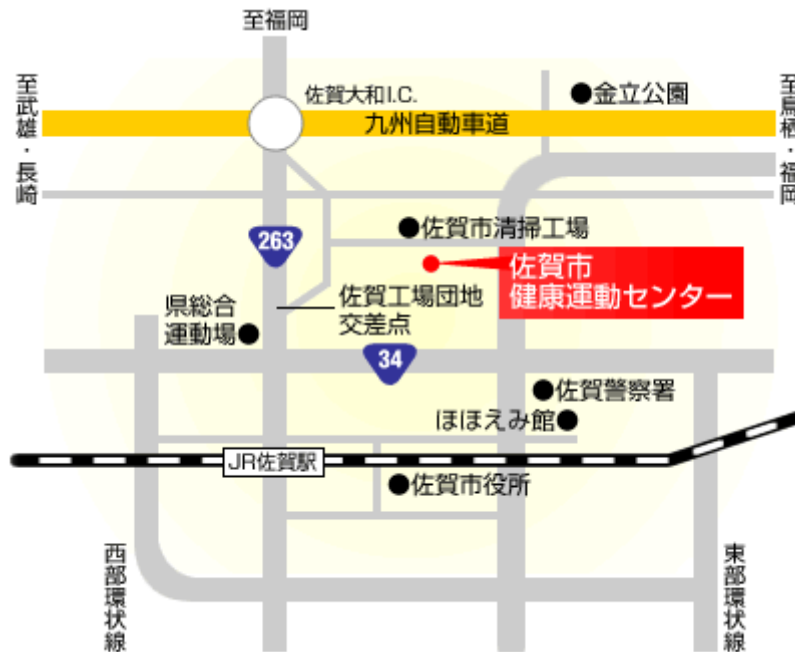 至福岡
佐賀大和I.C.
金立公園
九州自動車道
至武雄・長崎
至鳥栖・福岡
佐賀市清掃工場
263
佐賀市
健康運動センター
佐賀工場団地
交差点
県総合
運動場
34
佐賀警察署
ほほえみ館
JR佐賀駅
佐賀市役所
西部環状線
東部環状線